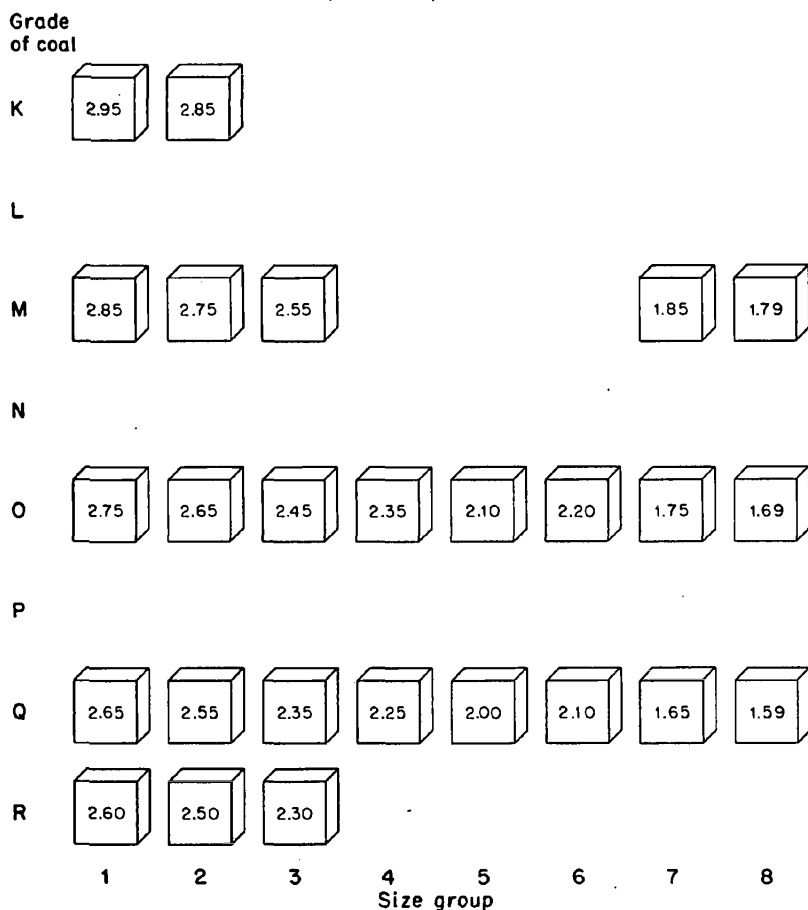 Grade
of coal
K 2.95 2.85
L
M 2.85 2.75 2.55 1.85 1.79
N
O 2.75 2.65 2.45 2.35 2.10 2.20 1.75 1.69
P
Q 2.65 2.55 2.35 2.25 2.00 2.10 1.65 1.59
R 2.60 2.50 2.30
1 2 3 4 5 6 7 8
Size group